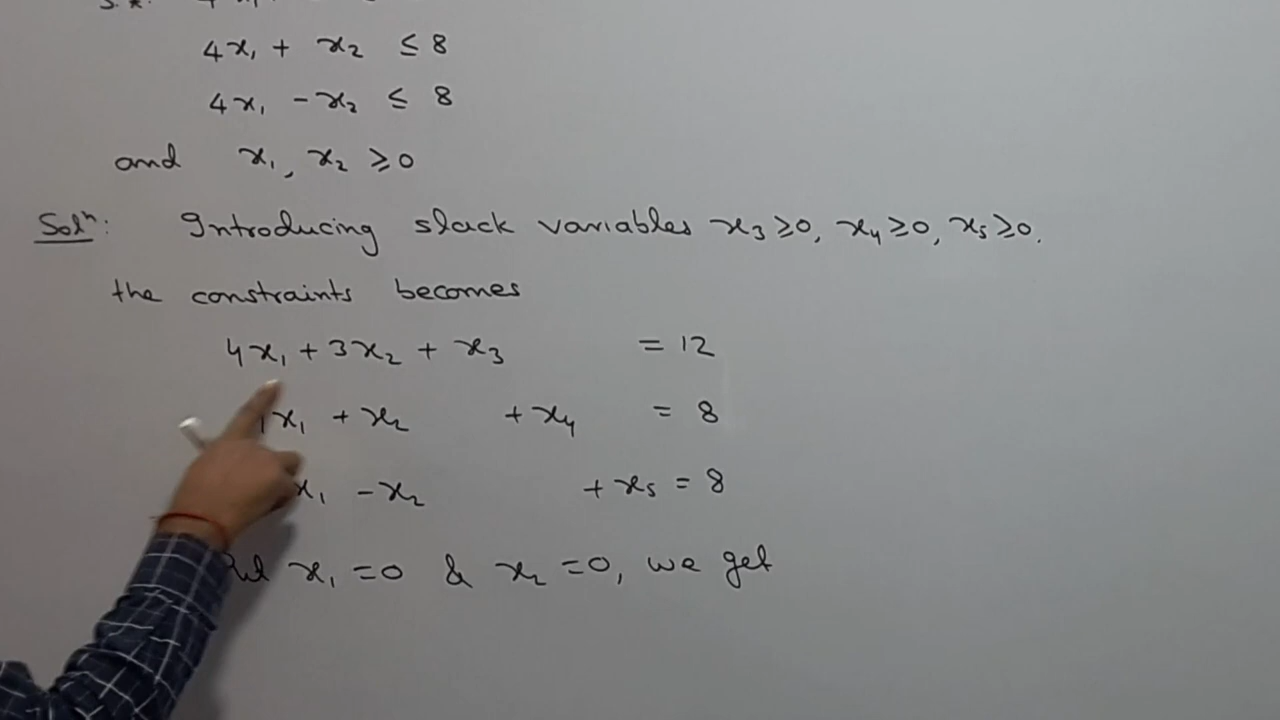 4x₁ + x₂ ≤ 8
4x₁ - x₂ ≤ 8
and x₁, x₂ ≥ 0
Solⁿ: Introducing slack variables x₃ ≥ 0, x₄ ≥ 0, x₅ ≥ 0.
the constraints becomes
4x₁ + 3x₂ + x₃ = 12
x₁ + x₂ + x₄ = 8
x₁ - x₂ + x₅ = 8
x₁ = 0 & x₂ = 0, we get